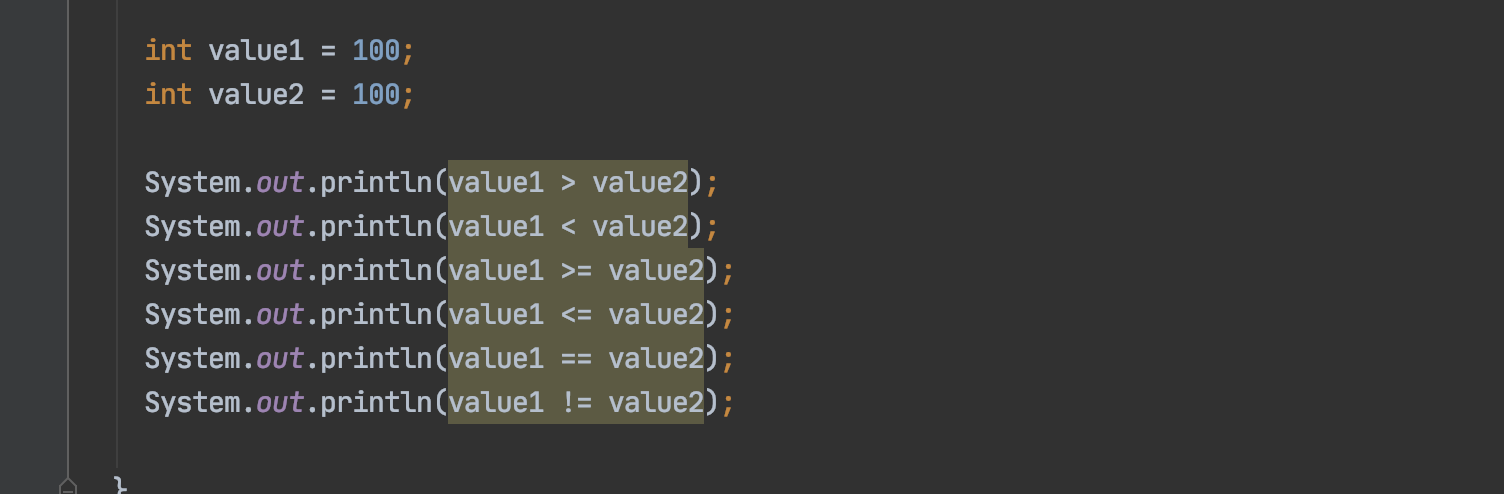 int value1 = 100;
int value2 = 100;
System.out.println(value1 > value2);
System.out.println(value1 < value2);
System.out.println(value1 >= value2);
System.out.println(value1 <= value2);
System.out.println(value1 == value2);
System.out.println(value1 != value2);
}